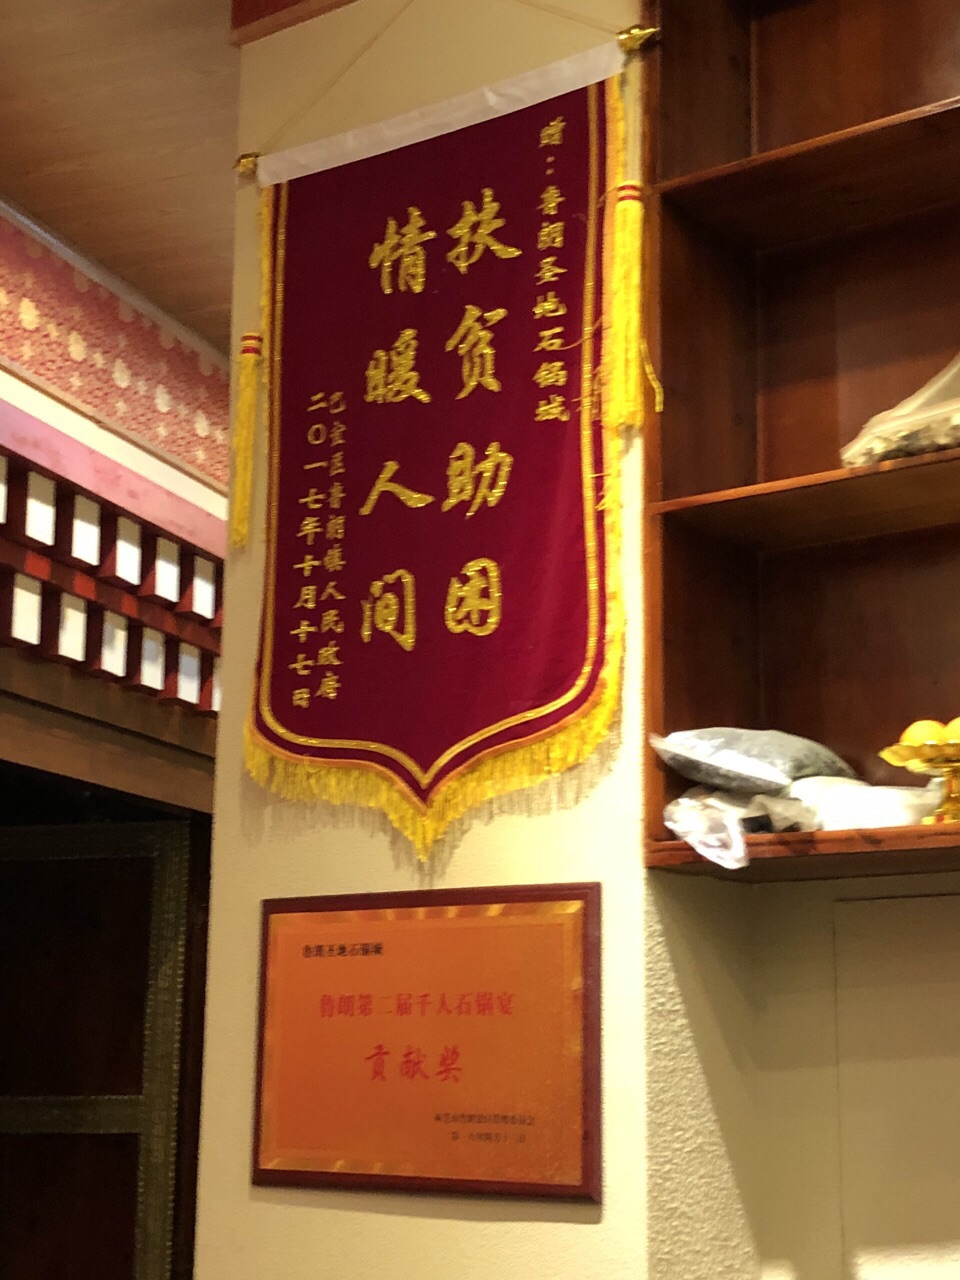 赠：鲁朗圣地石锅城
扶贫助困
情暖人间
巴宜区鲁朗镇人民政府
二〇一七年十月十七日
鲁朗圣地石锅城
鲁朗第二届千人石锅宴
贡献奖